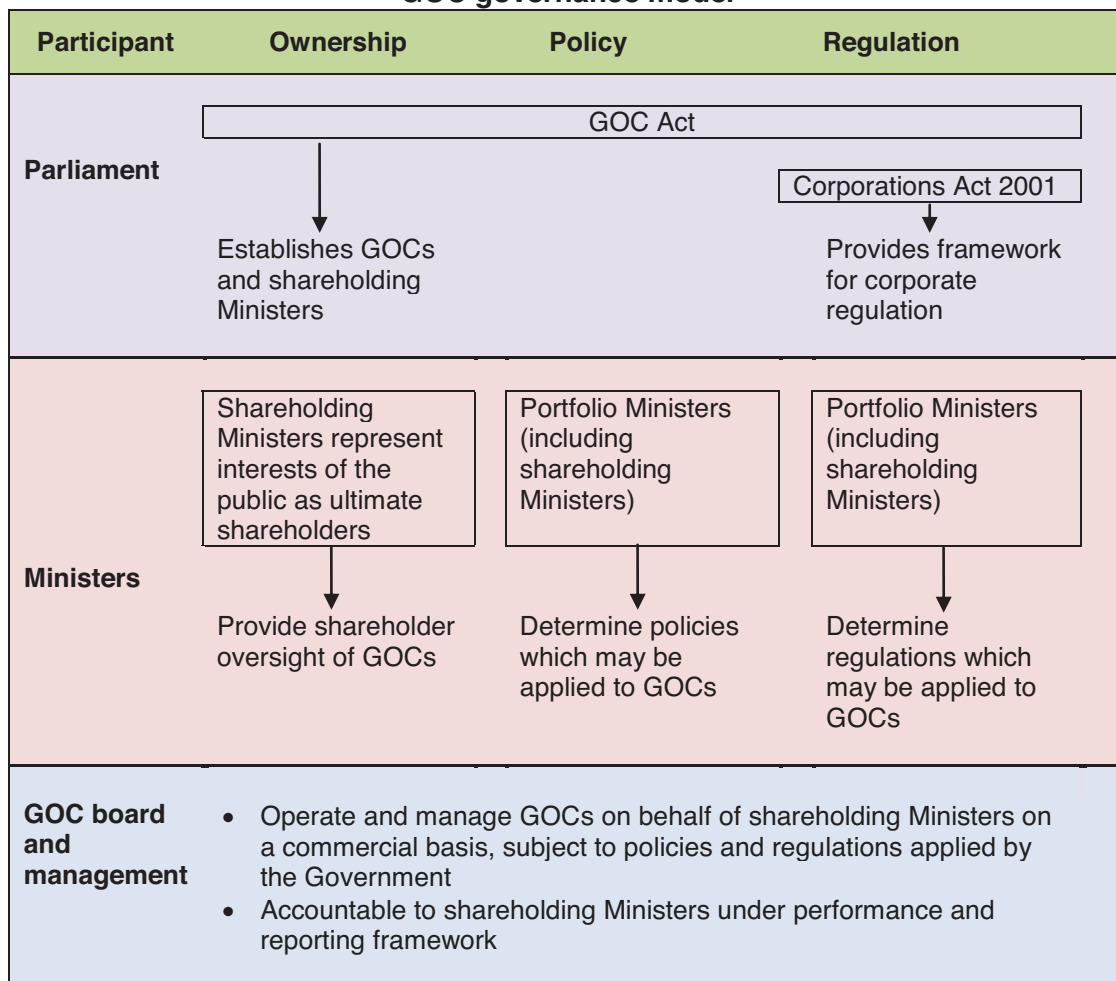 GOC governance model
Participant Ownership Policy Regulation
GOC Act
Parliament
Corporations Act 2001
Establishes GOCs
and shareholding
Ministers
Provides framework
for corporate
regulation
Shareholding
Ministers represent
interests of the
public as ultimate
shareholders
Portfolio Ministers
(including
shareholding
Ministers)
Portfolio Ministers
(including
shareholding
Ministers)
Ministers
Provide shareholder
oversight of GOCs
Determine policies
which may be
applied to GOCs
Determine
regulations which
may be applied to
GOCs
GOC board
and
management
• Operate and manage GOCs on behalf of shareholding Ministers on
a commercial basis, subject to policies and regulations applied by
the Government
• Accountable to shareholding Ministers under performance and
reporting framework